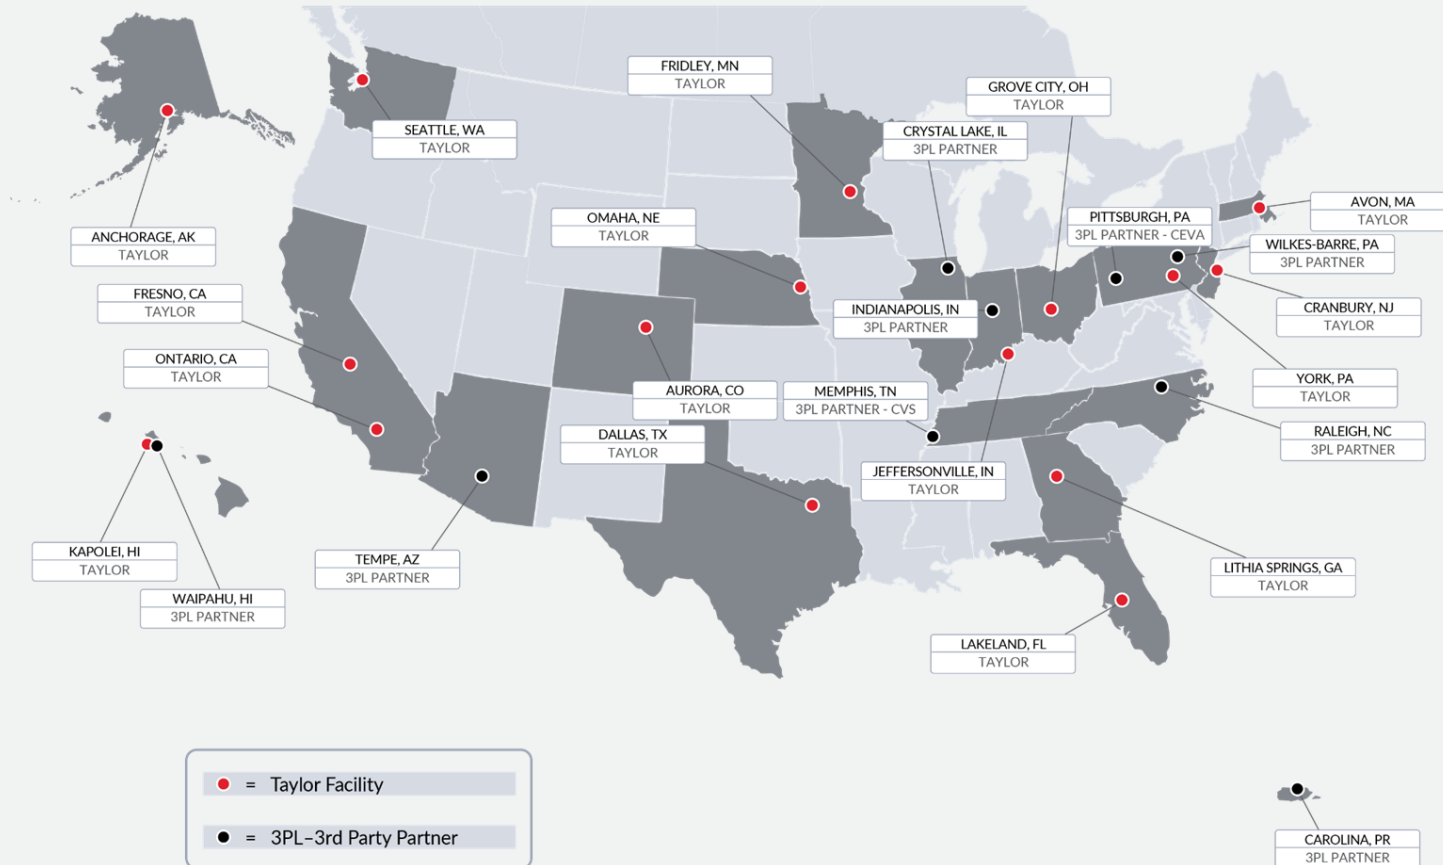 FRIDLEY, MN
TAYLOR
GROVE CITY, OH
TAYLOR
SEATTLE, WA
TAYLOR
CRYSTAL LAKE, IL
3PL PARTNER
AVON, MA
TAYLOR
OMAHA, NE
TAYLOR
PITTSBURGH, PA
3PL PARTNER - CEVA
ANCHORAGE, AK
TAYLOR
WILKES-BARRE, PA
3PL PARTNER
FRESNO, CA
TAYLOR
INDIANAPOLIS, IN
3PL PARTNER
CRANBURY, NJ
TAYLOR
ONTARIO, CA
TAYLOR
YORK, PA
TAYLOR
AURORA, CO
TAYLOR
MEMPHIS, TN
3PL PARTNER - CVS
DALLAS, TX
TAYLOR
RALEIGH, NC
3PL PARTNER
JEFFERSONVILLE, IN
TAYLOR
KAPOLEI, HI
TAYLOR
TEMPE, AZ
3PL PARTNER
LITHIA SPRINGS, GA
TAYLOR
WAIPAHU, HI
3PL PARTNER
LAKELAND, FL
TAYLOR
= Taylor Facility
= 3PL–3rd Party Partner
CAROLINA, PR
3PL PARTNER